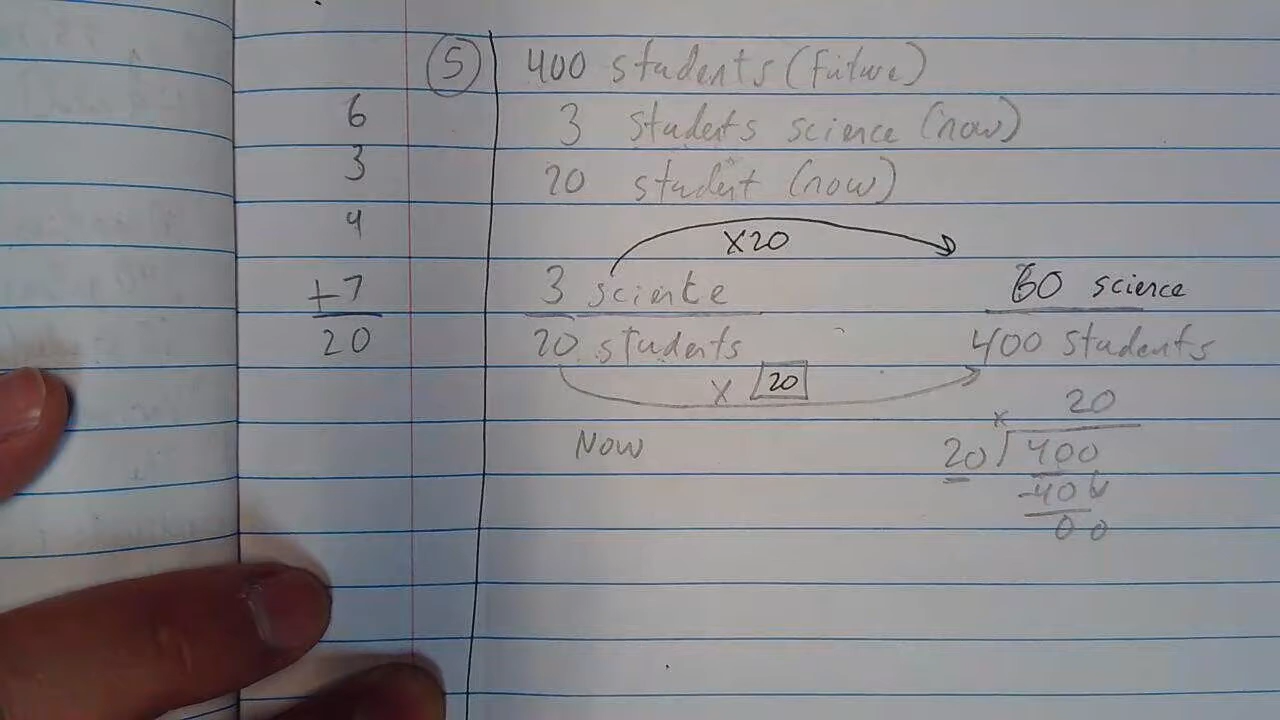 5
400 students (future)
3 students science (now)
20 student (now)
6
3
4
+7
20
x20
3 science
20 students
60 science
400 students
x 20
Now
x 20
20 400
-40
00